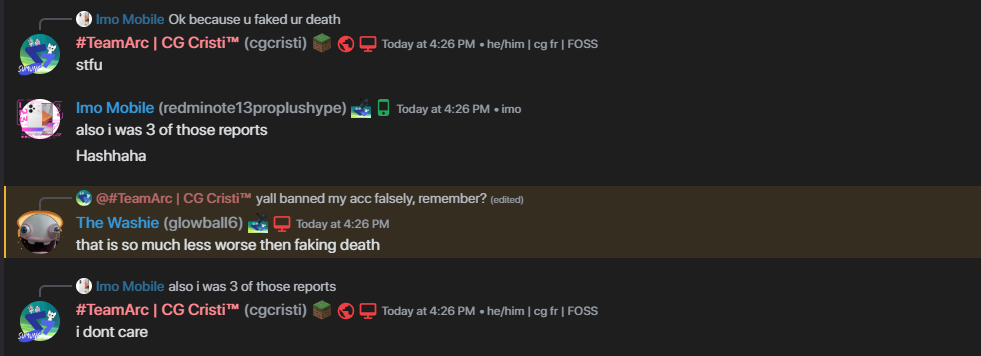 Imo Mobile Ok because u faked ur death
#TeamArc | CG Cristi™ (cgcristi) Today at 4:26 PM • he/him | cg fr | FOSS
stfu
Imo Mobile (redminote13proplushype) Today at 4:26 PM • imo
also i was 3 of those reports
Hashhaha
@#TeamArc | CG Cristi™ yall banned my acc falsely, remember? (edited)
The Washie (glowball6) Today at 4:26 PM
that is so much less worse then faking death
Imo Mobile also i was 3 of those reports
#TeamArc | CG Cristi™ (cgcristi) Today at 4:26 PM • he/him | cg fr | FOSS
i dont care